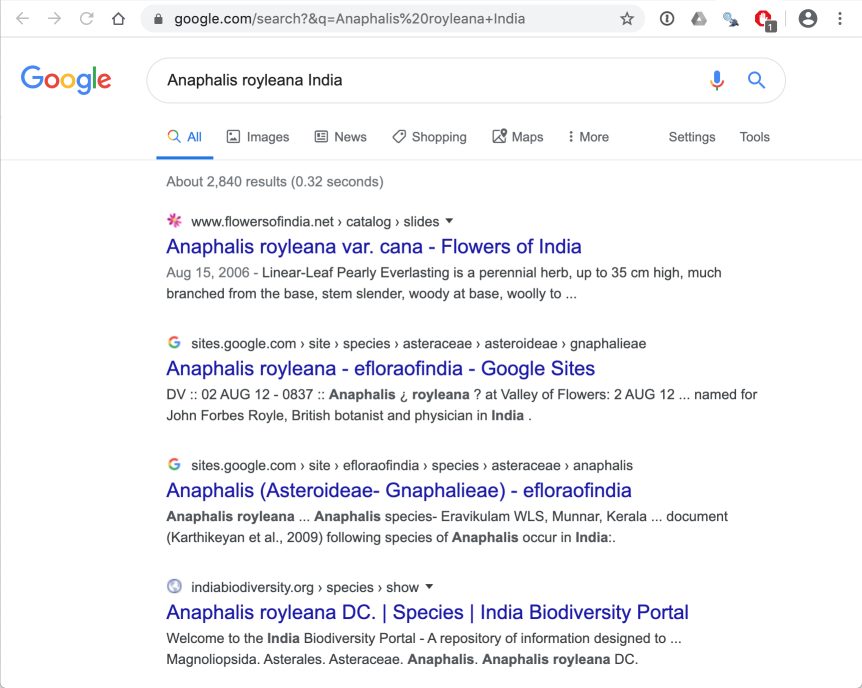 google.com/search?&q=Anaphalis%20royleana+India
1
Google
Anaphalis royleana India
All Images News Shopping Maps More Settings Tools
About 2,840 results (0.32 seconds)
www.flowersofindia.net › catalog › slides
Anaphalis royleana var. cana - Flowers of India
Aug 15, 2006 - Linear-Leaf Pearly Everlasting is a perennial herb, up to 35 cm high, much
branched from the base, stem slender, woody at base, woolly to ...
sites.google.com › site › species › asteraceae › asteroideae › gnaphalieae
Anaphalis royleana - efloraofindia - Google Sites
DV :: 02 AUG 12 - 0837 :: Anaphalis ¿ royleana ? at Valley of Flowers: 2 AUG 12 ... named for
John Forbes Royle, British botanist and physician in India .
sites.google.com › site › efloraofindia › species › asteraceae › anaphalis
Anaphalis (Asteroideae- Gnaphalieae) - efloraofindia
Anaphalis royleana ... Anaphalis species- Eravikulam WLS, Munnar, Kerala ... document
(Karthikeyan et al., 2009) following species of Anaphalis occur in India:.
indiabiodiversity.org › species › show
Anaphalis royleana DC. | Species | India Biodiversity Portal
Welcome to the India Biodiversity Portal - A repository of information designed to ...
Magnoliopsida. Asterales. Asteraceae. Anaphalis. Anaphalis royleana DC.